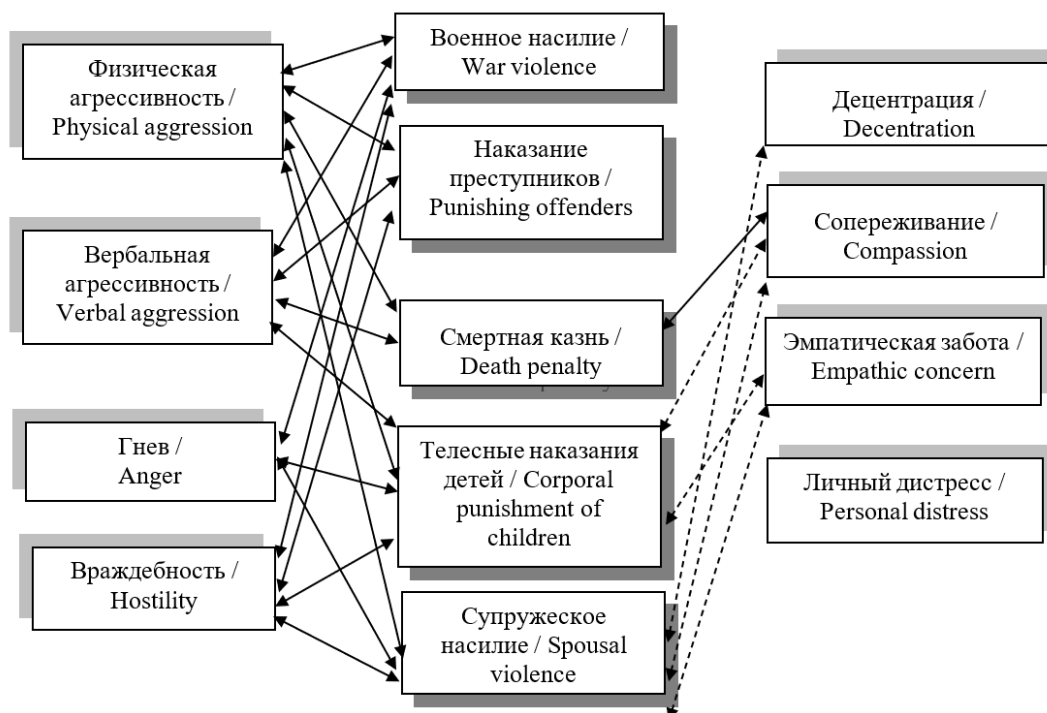 Физическая
агрессивность /
Physical aggression
Вербальная
агрессивность /
Verbal aggression
Гнев /
Anger
Враждебность /
Hostility
Военное насилие /
War violence
Наказание
преступников /
Punishing offenders
Смертная казнь /
Death penalty
Телесные наказания
детей / Corporal
punishment of
children
Супружеское
насилие / Spousal
violence
Децентрация /
Decentration
Сопереживание /
Compassion
Эмпатическая забота /
Empathic concern
Личный дистресс /
Personal distress